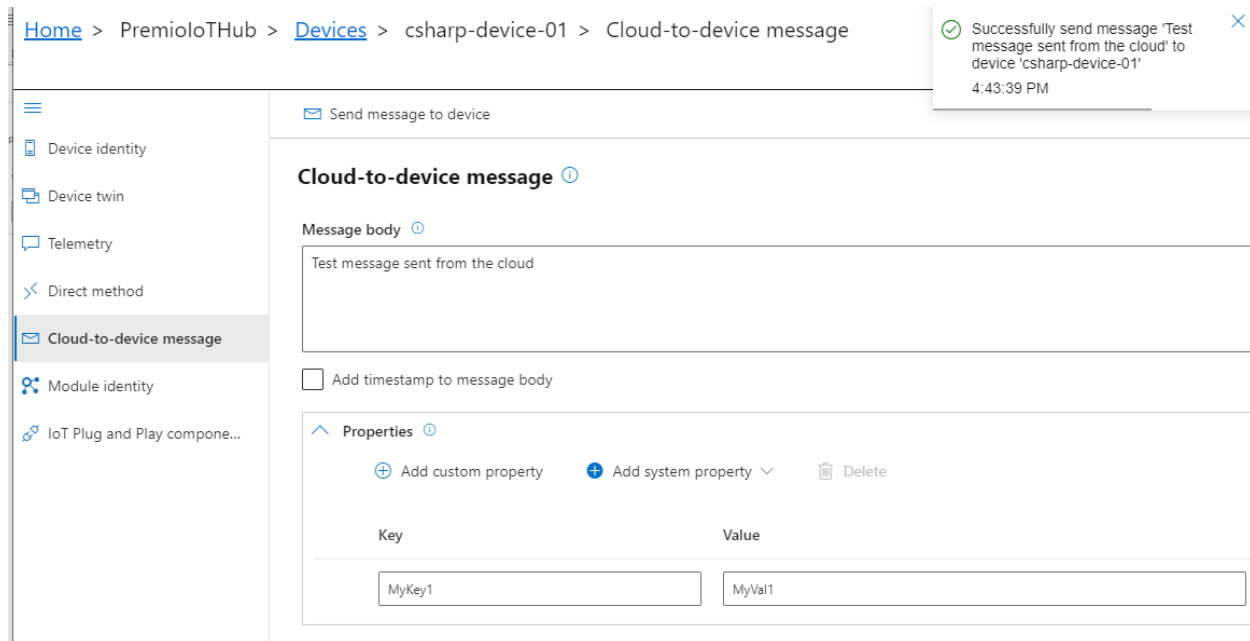 Home > PremioIoTHub > Devices > csharp-device-01 > Cloud-to-device message
Successfully send message 'Test
message sent from the cloud' to
device 'csharp-device-01'
4:43:39 PM
Send message to device
Device identity
Device twin
Telemetry
Direct method
Cloud-to-device message
Module identity
IoT Plug and Play compone...
Cloud-to-device message
Message body
Test message sent from the cloud
Add timestamp to message body
Properties
Add custom property Add system property Delete
Key Value
MyKey1 MyVal1